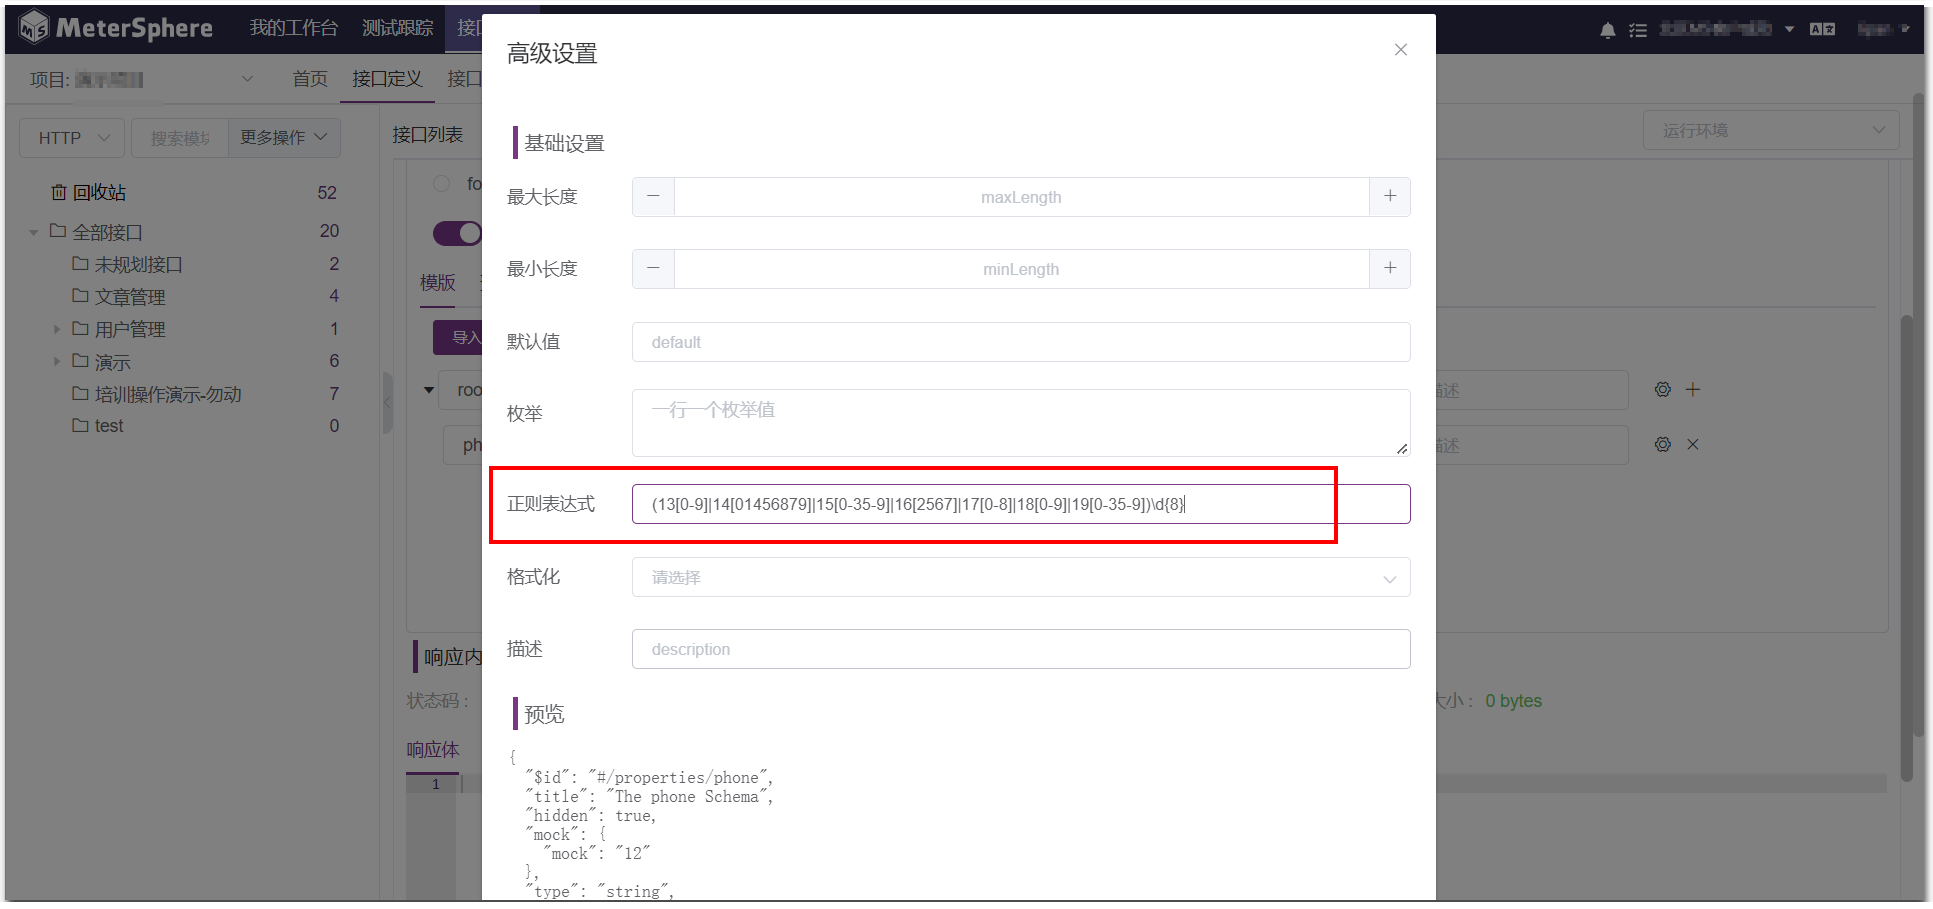 MeterSphere
我的工作台
测试跟踪
项目:
首页
接口定义
HTTP
搜索模块
更多操作
接口列表
回收站 52
全部接口 20
未规划接口 2
文章管理 4
用户管理 1
演示 6
培训操作演示-勿动 7
test 0
模版
导入
高级设置
基础设置
最大长度
maxLength
最小长度
minLength
默认值
default
枚举
一行一个枚举值
正则表达式
(13[0-9]|14[01456879]|15[0-35-9]|16[2567]|17[0-8]|18[0-9]|19[0-35-9])\d{8}
格式化
请选择
描述
description
预览
{
"$id": "#/properties/phone",
"title": "The phone Schema",
"hidden": true,
"mock": {
"mock": "12"
},
"type": "string",
运行环境
描述
描述
响应内
状态码：
大小： 0 bytes
响应体
1